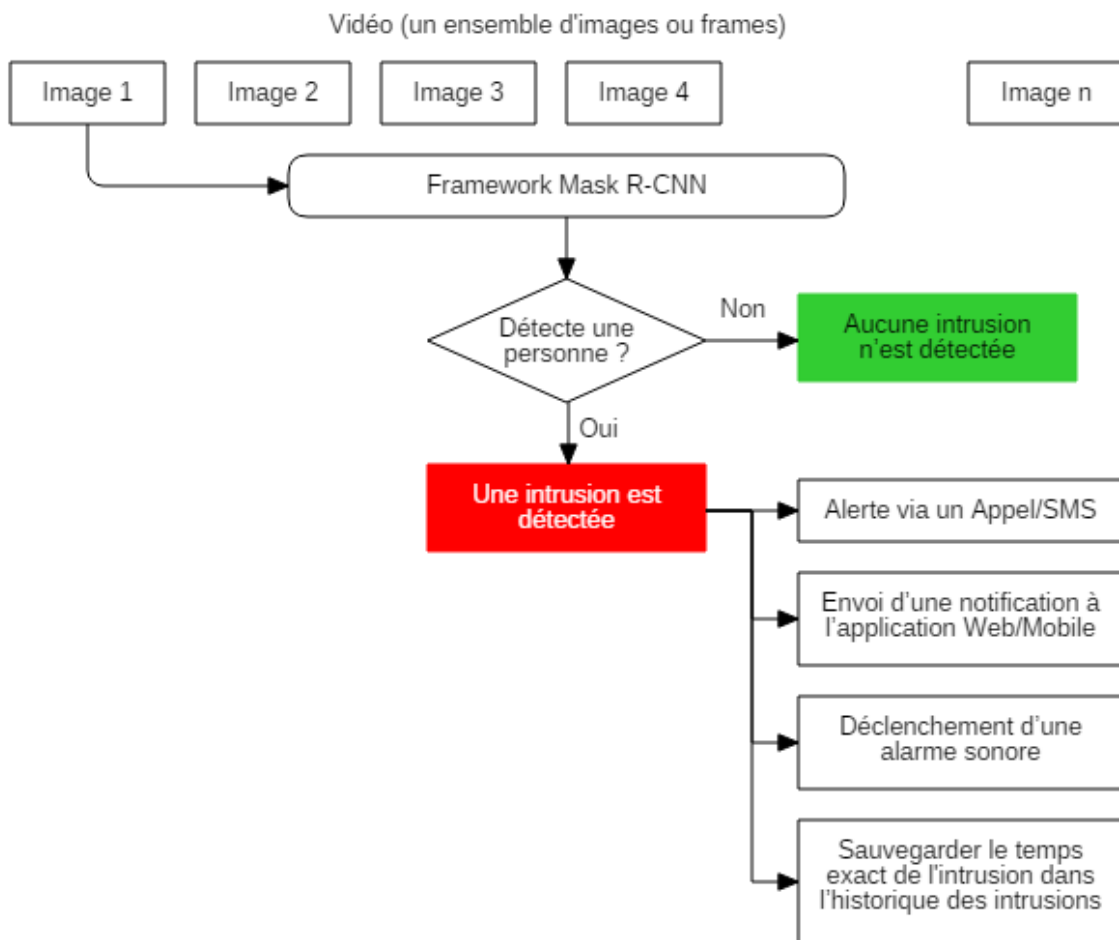 Vidéo (un ensemble d'images ou frames)
Image 1
Image 2
Image 3
Image 4
Image n
Framework Mask R-CNN
Détecte une
personne ?
Non
Aucune intrusion
n’est détectée
Oui
Une intrusion est
détectée
Alerte via un Appel/SMS
Envoi d’une notification à
l’application Web/Mobile
Déclenchement d’une
alarme sonore
Sauvegarder le temps
exact de l'intrusion dans
l’historique des intrusions